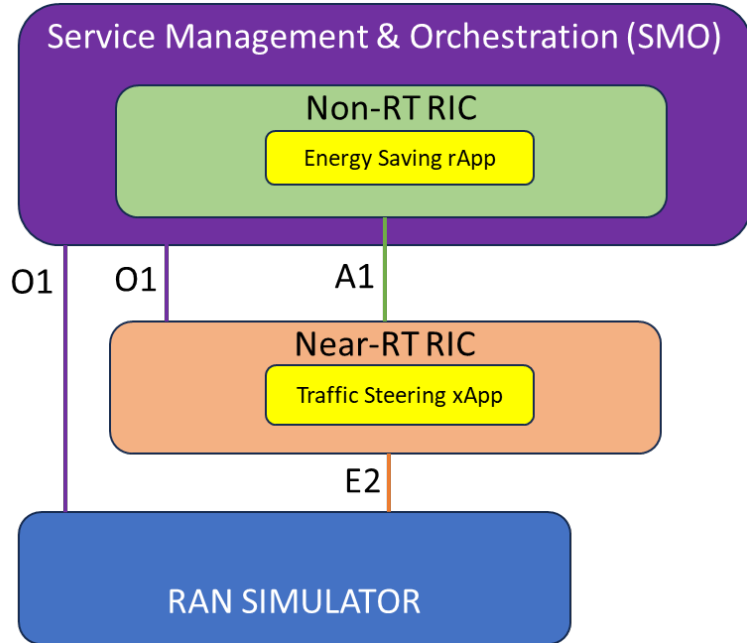 Service Management & Orchestration (SMO)
Non-RT RIC
Energy Saving rApp
O1
O1
A1
Near-RT RIC
Traffic Steering xApp
E2
RAN SIMULATOR